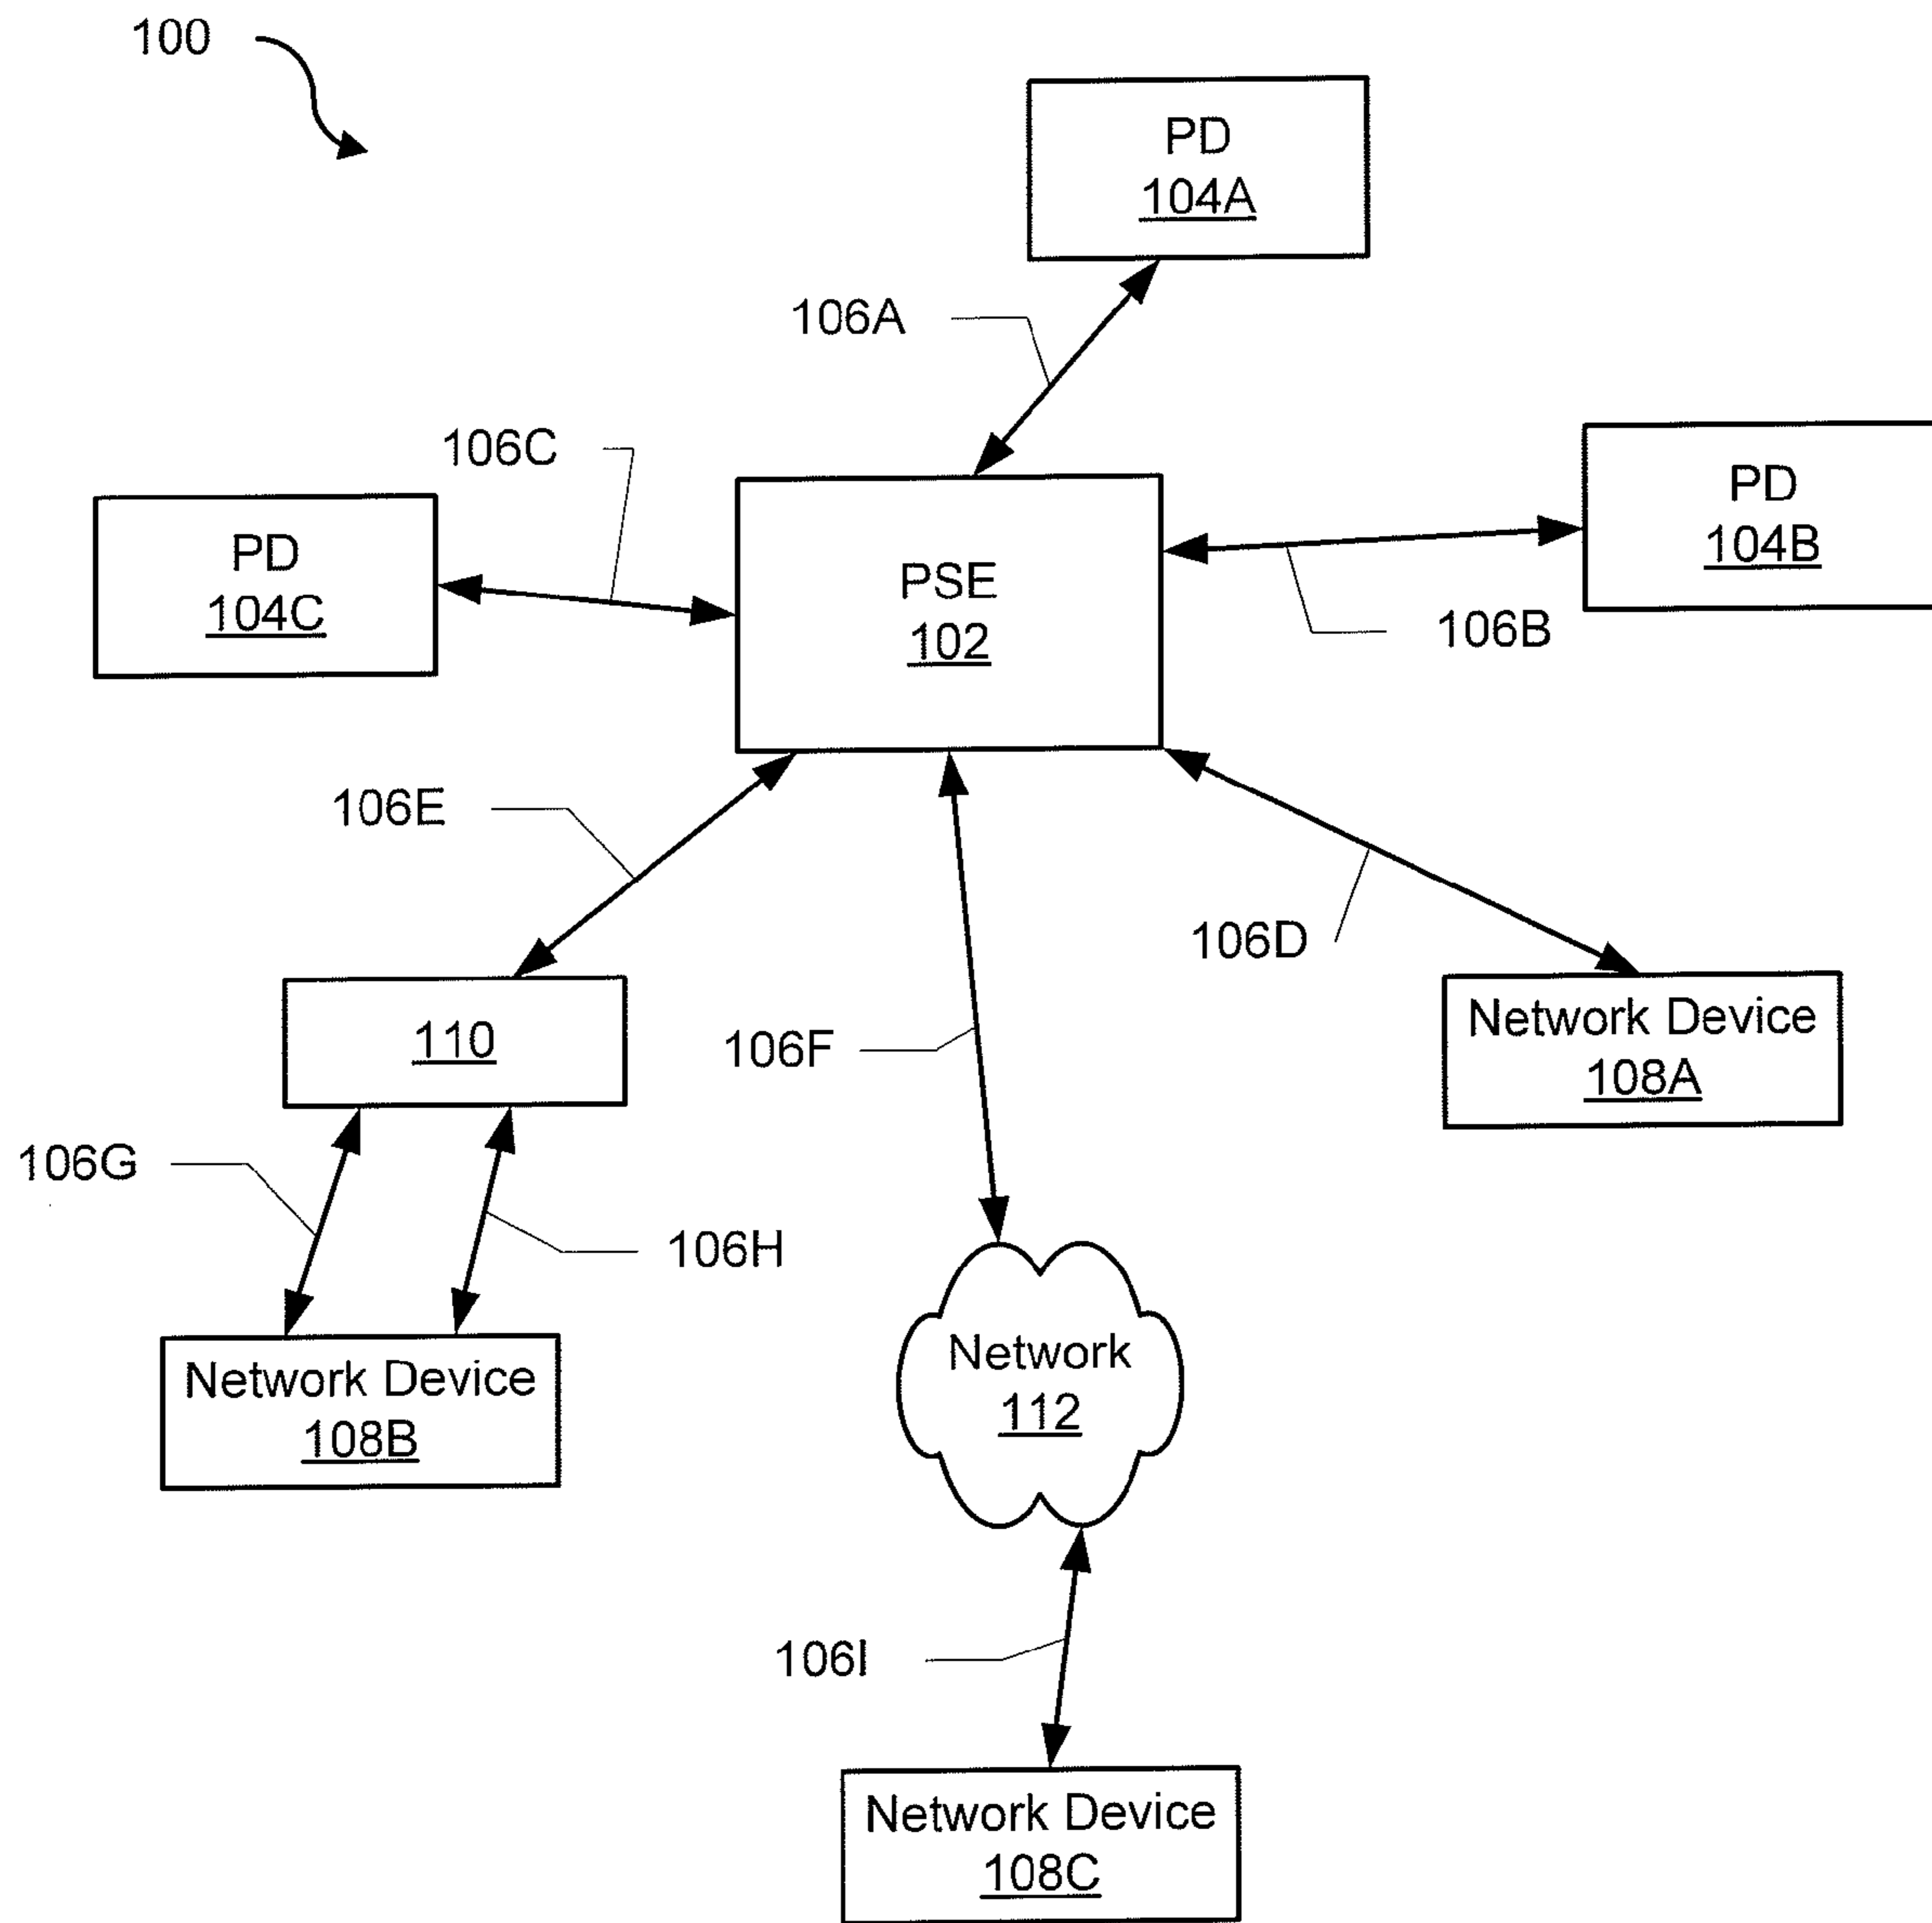 100
PD
104A
106A
106C
PD
104B
PD
104C
PSE
102
106B
106E
106D
110
106F
Network Device
108A
106G
106H
Network Device
108B
Network
112
106I
Network Device
108C